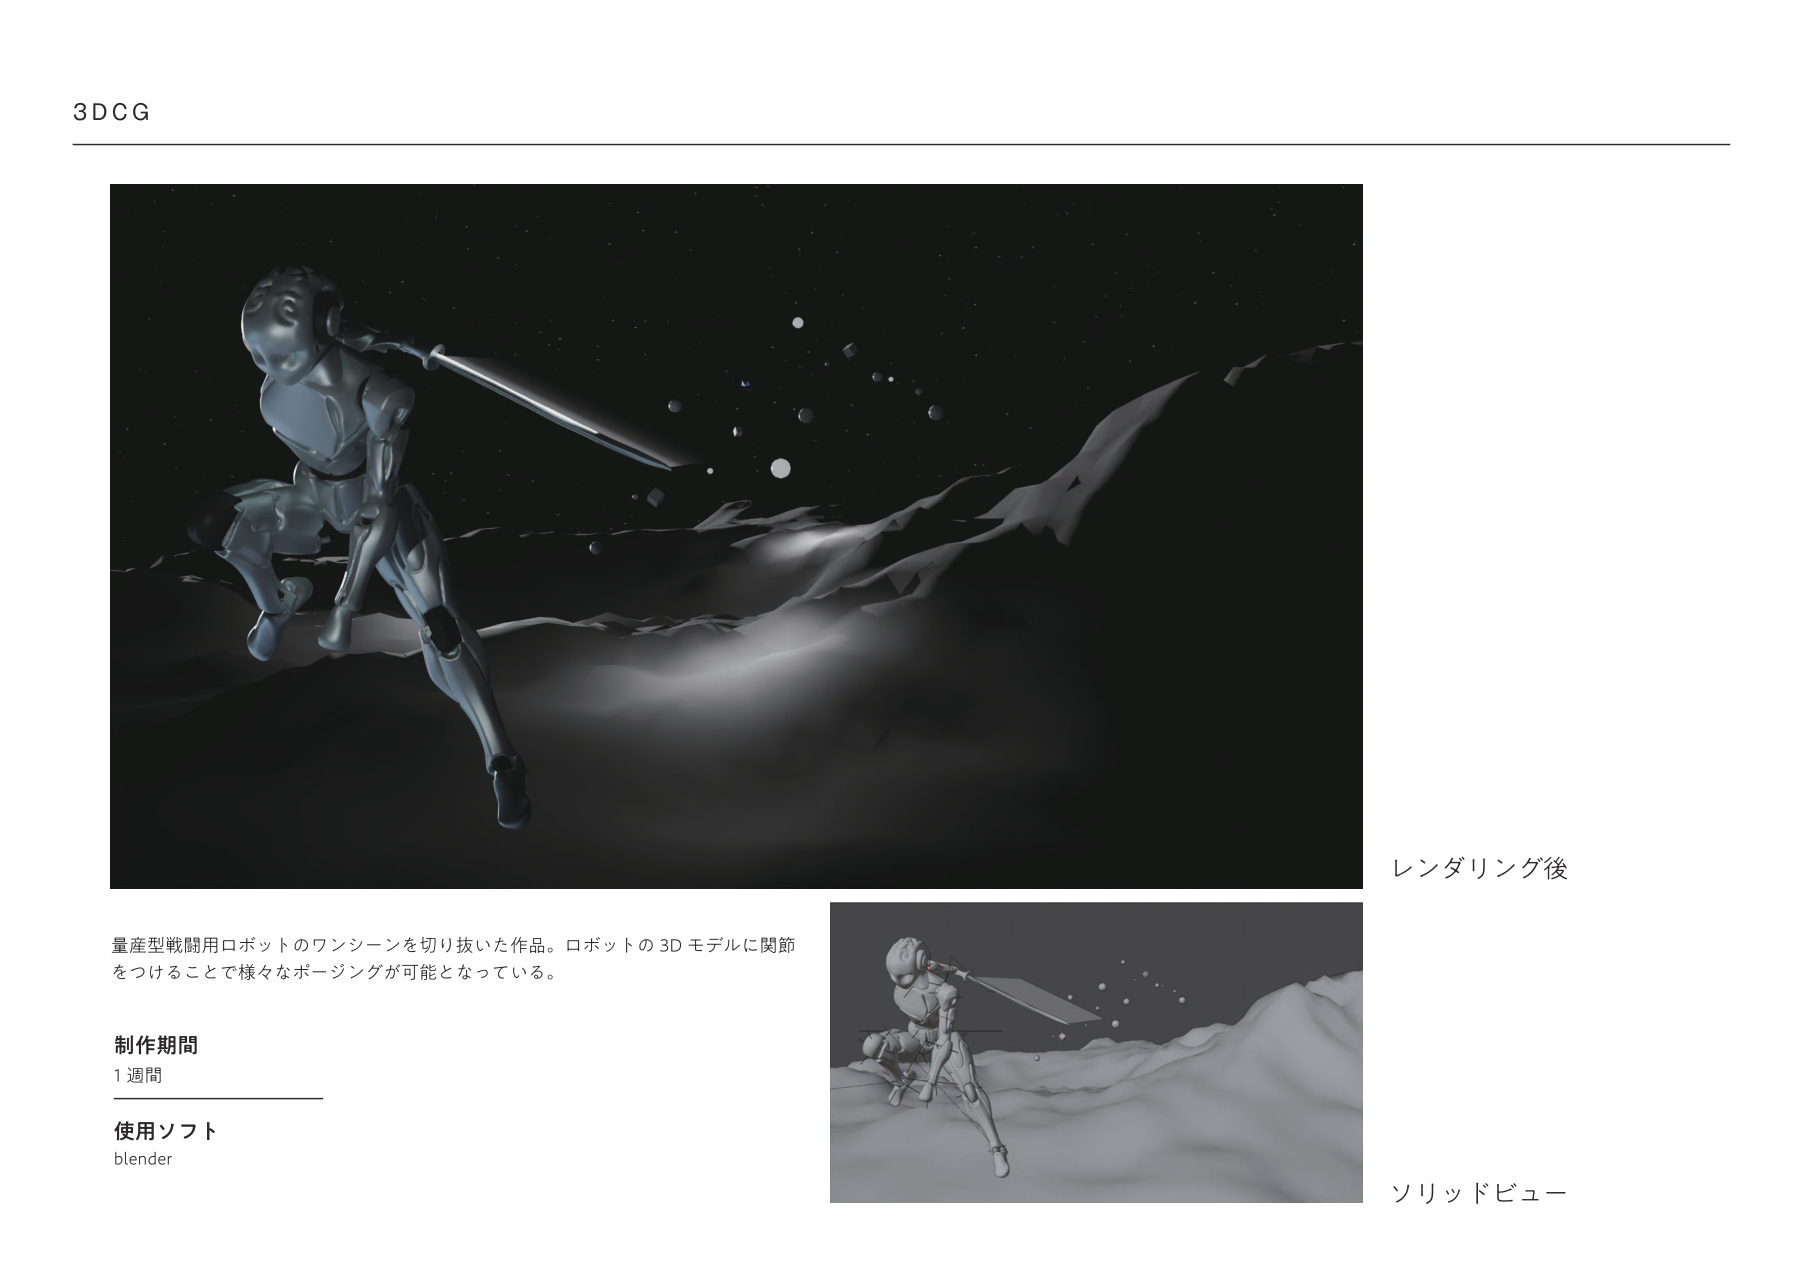 3DCG
レンダリング後
量産型戦闘用ロボットのワンシーンを切り抜いた作品。ロボットの 3D モデルに関節
をつけることで様々なポージングが可能となっている。
制作期間
1 週間
使用ソフト
blender
ソリッドビュー